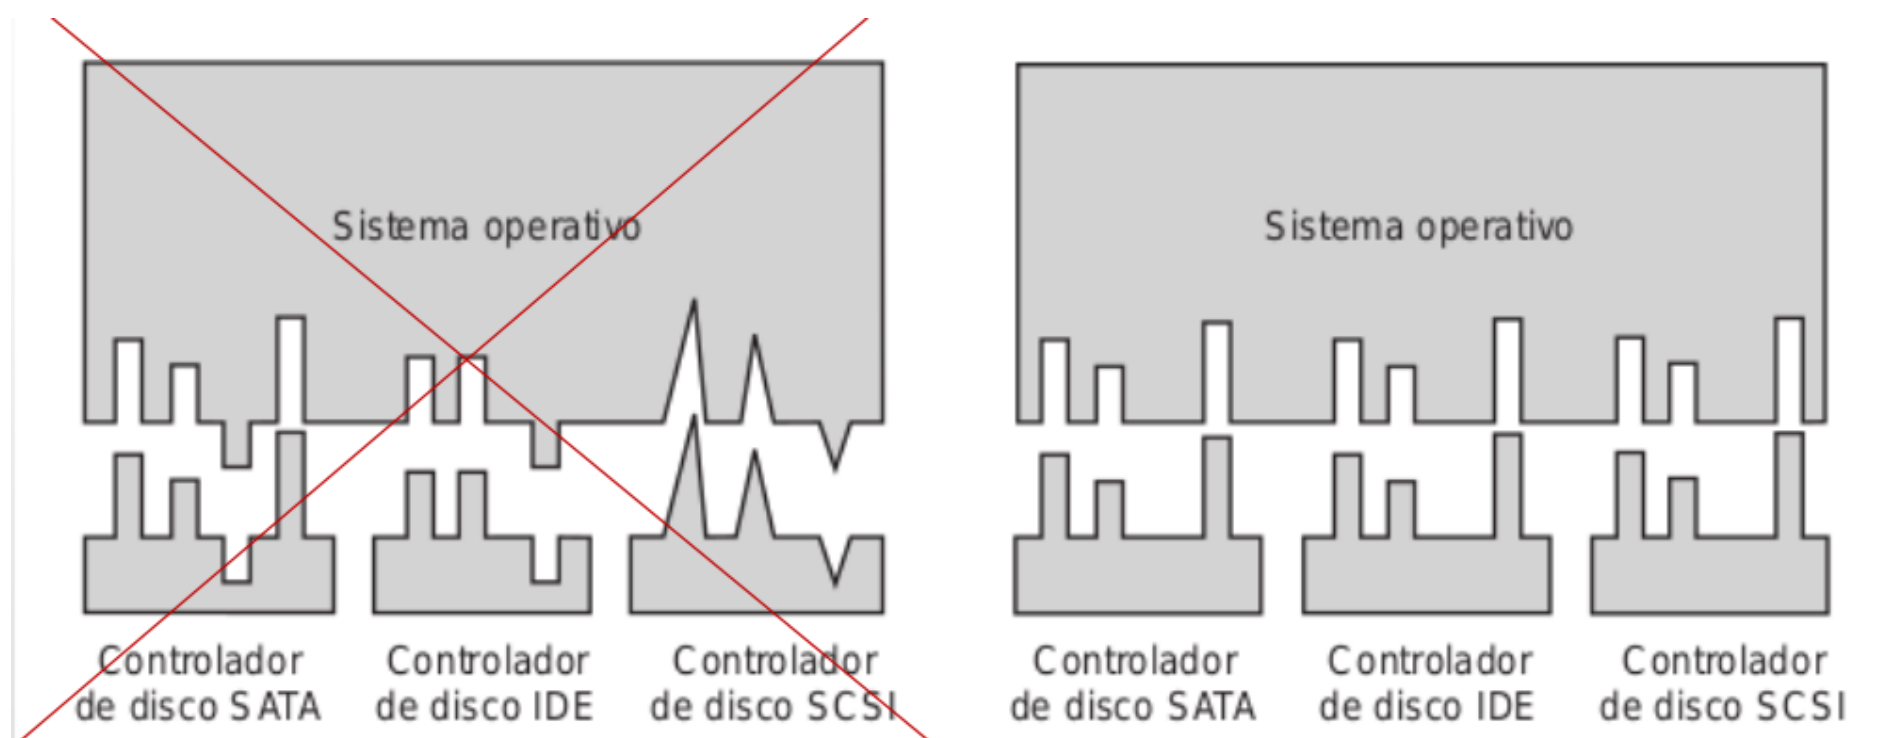 Sistema operativo
Controlador
de disco SATA
Controlador
de disco IDE
Controlador
de disco SCSI
Sistema operativo
Controlador
de disco SATA
Controlador
de disco IDE
Controlador
de disco SCSI